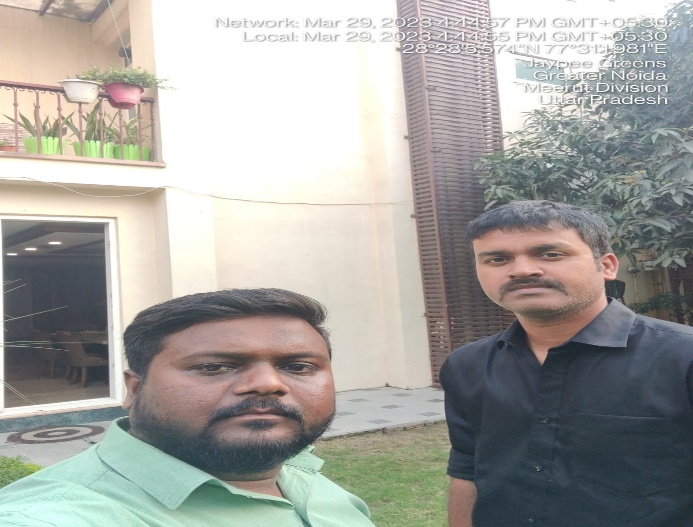 Network: Mar 29, 2023 4:44:57 PM GMT+05:30
Local: Mar 29, 2023 4:44:55 PM GMT+05:30
28°28'5.574"N 77°31'1.981"E
Jaypee Greens
Greater Noida
Meerut Division
Uttar Pradesh